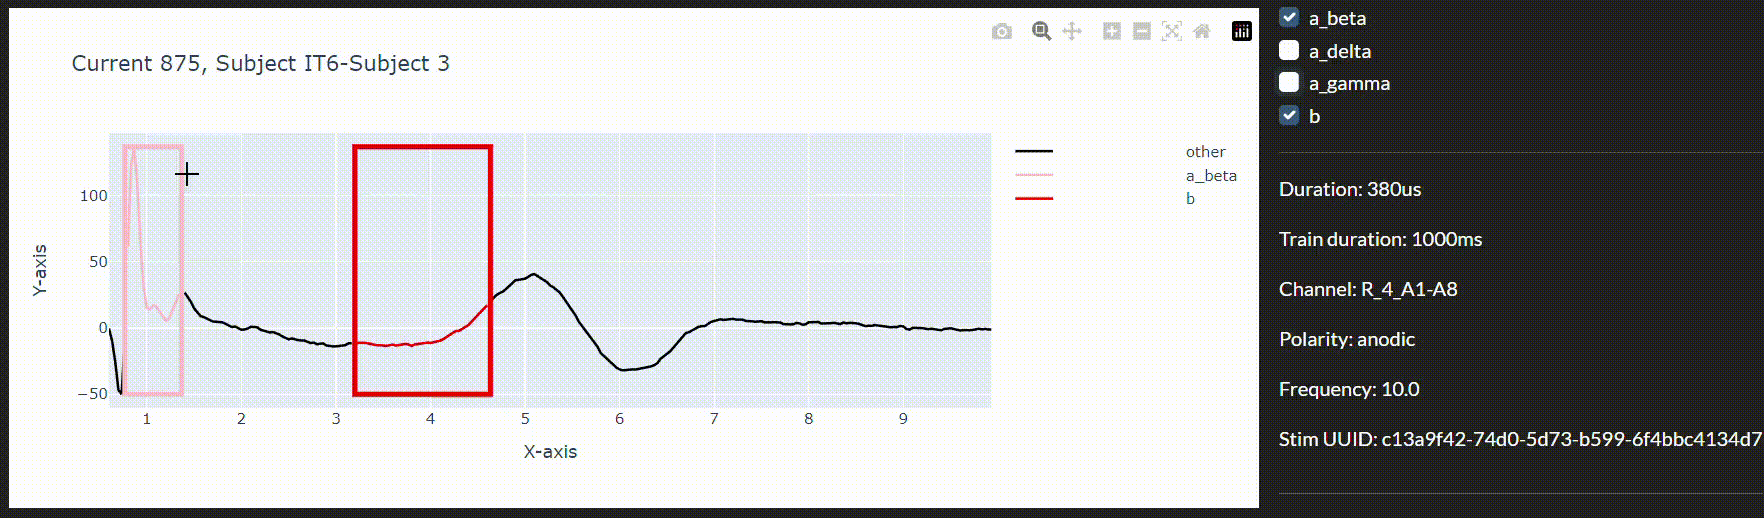 Current 875, Subject IT6-Subject 3
other
a_beta
b
Y-axis
100
50
0
−50
1 2 3 4 5 6 7 8 9
X-axis
a_beta
a_delta
a_gamma
b
Duration: 380us
Train duration: 1000ms
Channel: R_4_A1-A8
Polarity: anodic
Frequency: 10.0
Stim UUID: c13a9f42-74d0-5d73-b599-6f4bbc4134d7